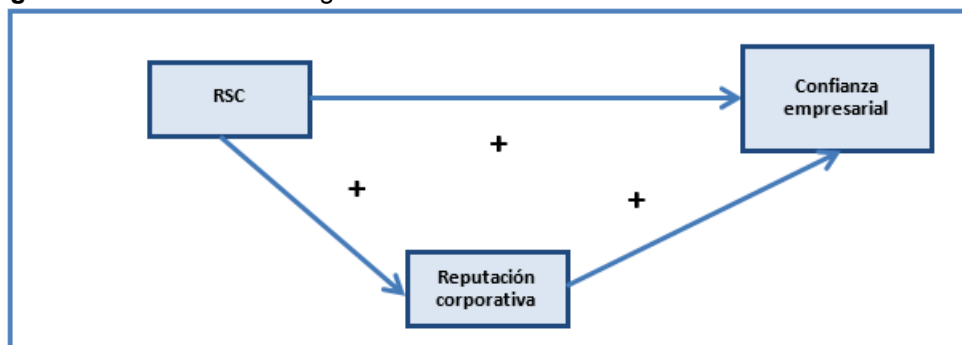 RSC
Confianza
empresarial
+
+
+
Reputación
corporativa